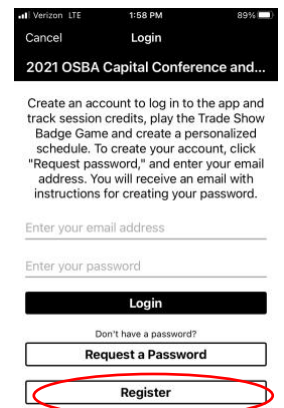 Verizon LTE 1:58 PM 89%
Cancel Login
2021 OSBA Capital Conference and...
Create an account to log in to the app and
track session credits, play the Trade Show
Badge Game and create a personalized
schedule. To create your account, click
"Request password," and enter your email
address. You will receive an email with
instructions for creating your password.
Enter your email address
Enter your password
Login
Don't have a password?
Request a Password
Register